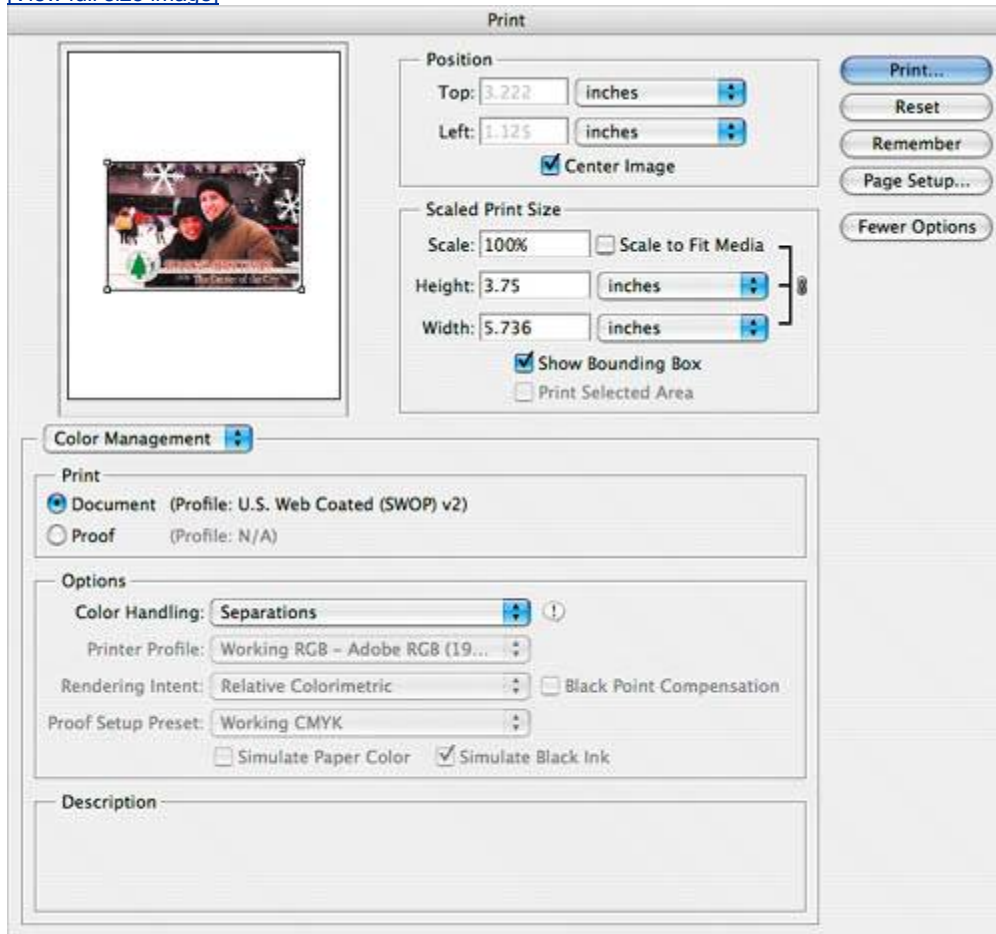 Print
Position
Top: 3.222 inches
Left: 1.125 inches
Center Image
Scaled Print Size
Scale: 100% Scale to Fit Media
Height: 3.75 inches
Width: 5.736 inches
Show Bounding Box
Print Selected Area
Print...
Reset
Remember
Page Setup...
Fewer Options
Color Management
Print
Document (Profile: U.S. Web Coated (SWOP) v2)
Proof (Profile: N/A)
Options
Color Handling: Separations
Printer Profile: Working RGB – Adobe RGB (19...
Rendering Intent: Relative Colorimetric Black Point Compensation
Proof Setup Preset: Working CMYK
Simulate Paper Color Simulate Black Ink
Description